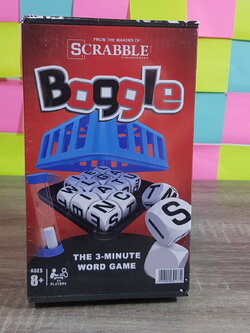 FROM THE MAKERS OF
SCRABBLE
Boggle
THE 3-MINUTE
WORD GAME
AGES
8+
PLAYERS